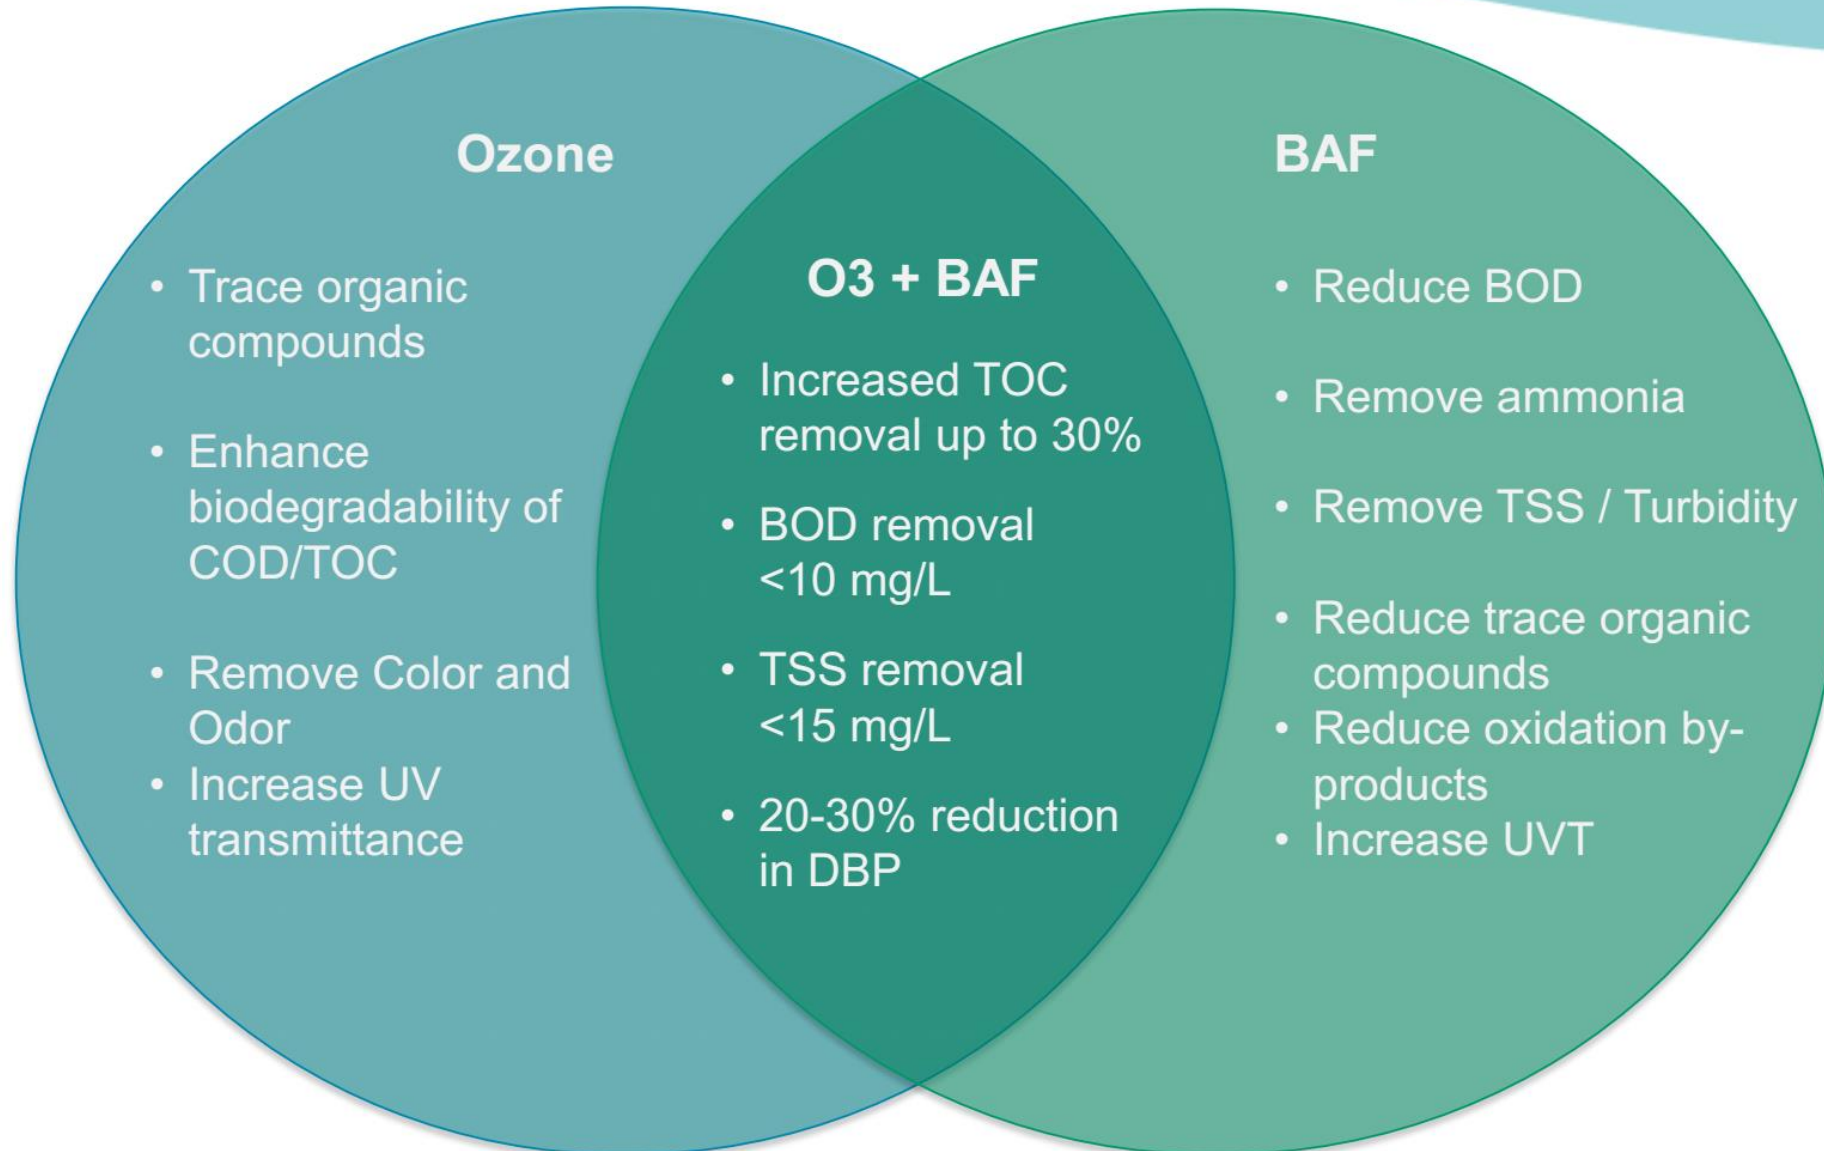 Ozone
• Trace organic
compounds
• Enhance
biodegradability of
COD/TOC
• Remove Color and
Odor
• Increase UV
transmittance
O3 + BAF
• Increased TOC
removal up to 30%
• BOD removal
<10 mg/L
• TSS removal
<15 mg/L
• 20-30% reduction
in DBP
BAF
• Reduce BOD
• Remove ammonia
• Remove TSS / Turbidity
• Reduce trace organic
compounds
• Reduce oxidation by-
products
• Increase UVT